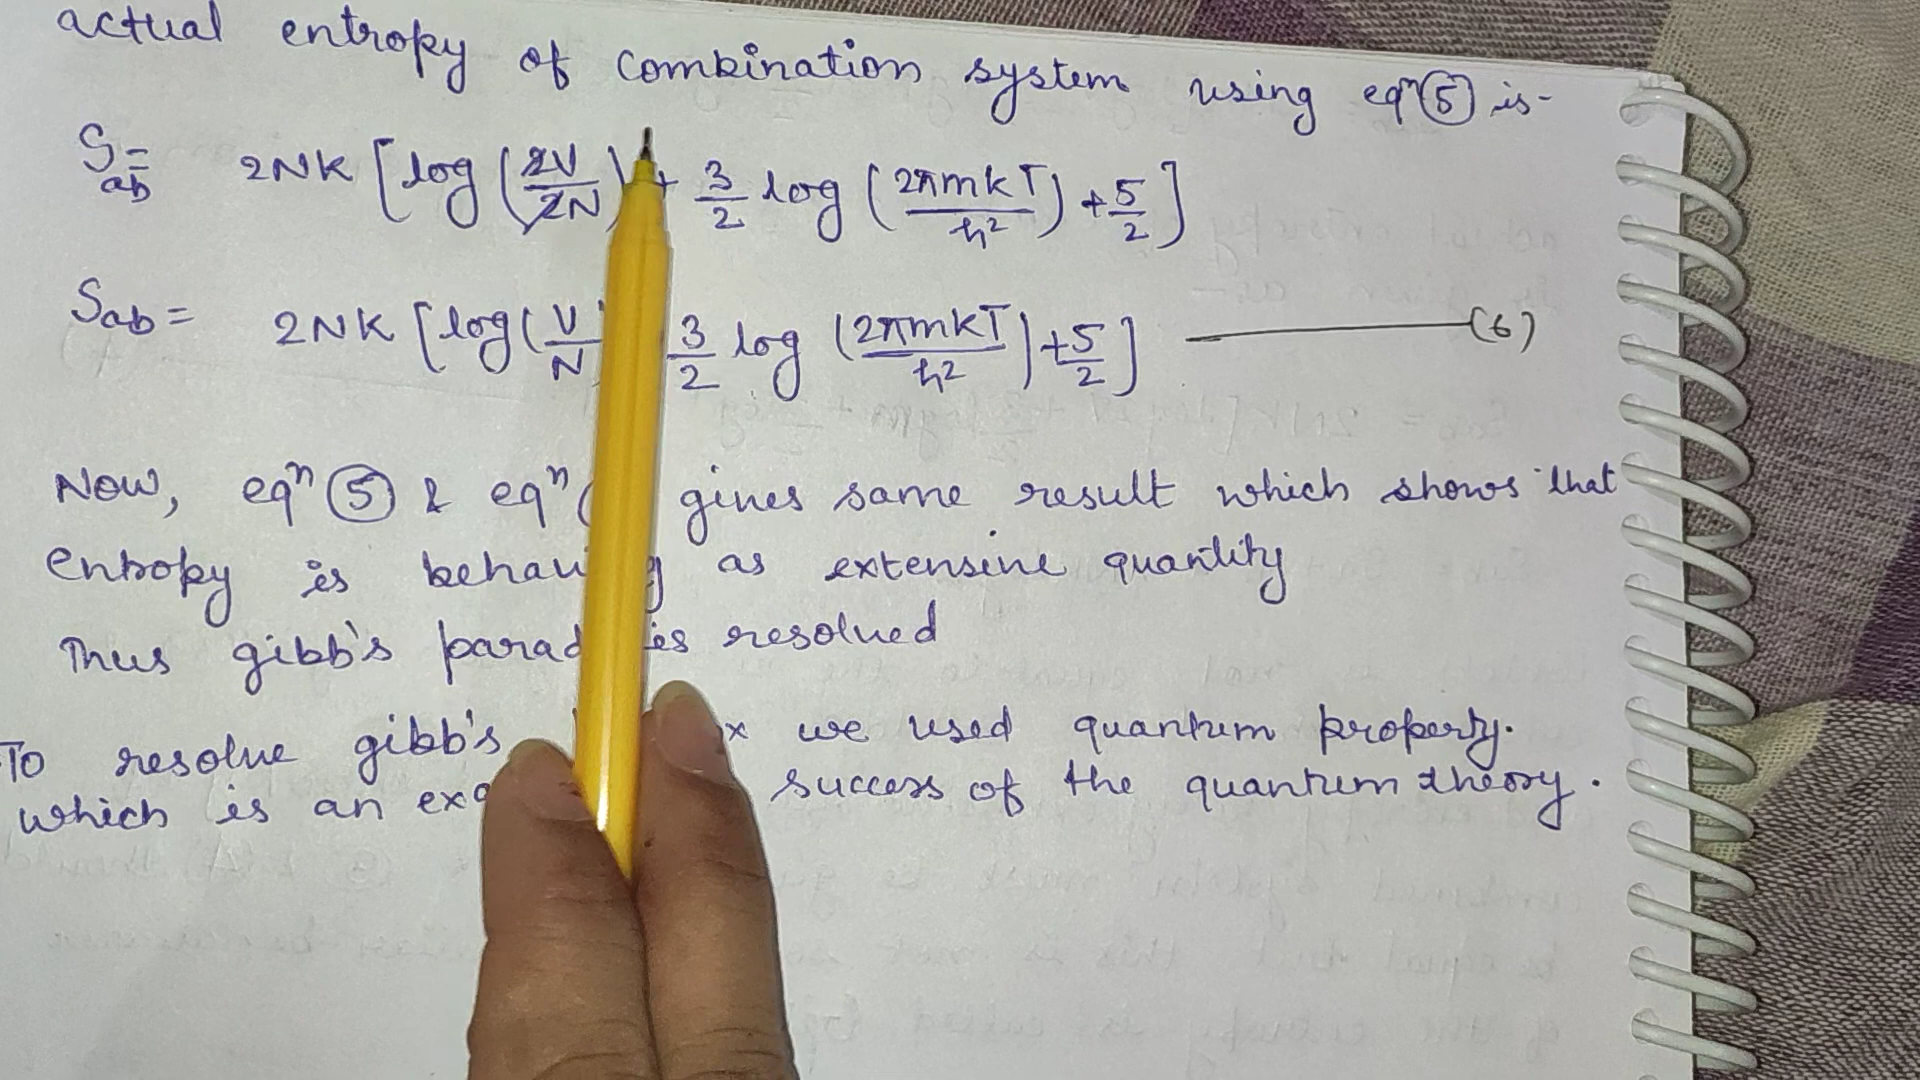 actual entropy of combination system using eqⁿ (5) is-
S_ab = 2NK [log (2V/2N) + 3/2 log (2πmkT/h²) + 5/2]
S_ab = 2NK [log (V/N 3/2 log (2πmkT/h²) + 5/2] —— (6)
Now, eqⁿ (5) & eqⁿ ( gives same result which shows that
entropy is as extensive quantity
Thus gibb's is resolved
To resolve gibb's we used quantum property.
which is an success of the quantum theory.